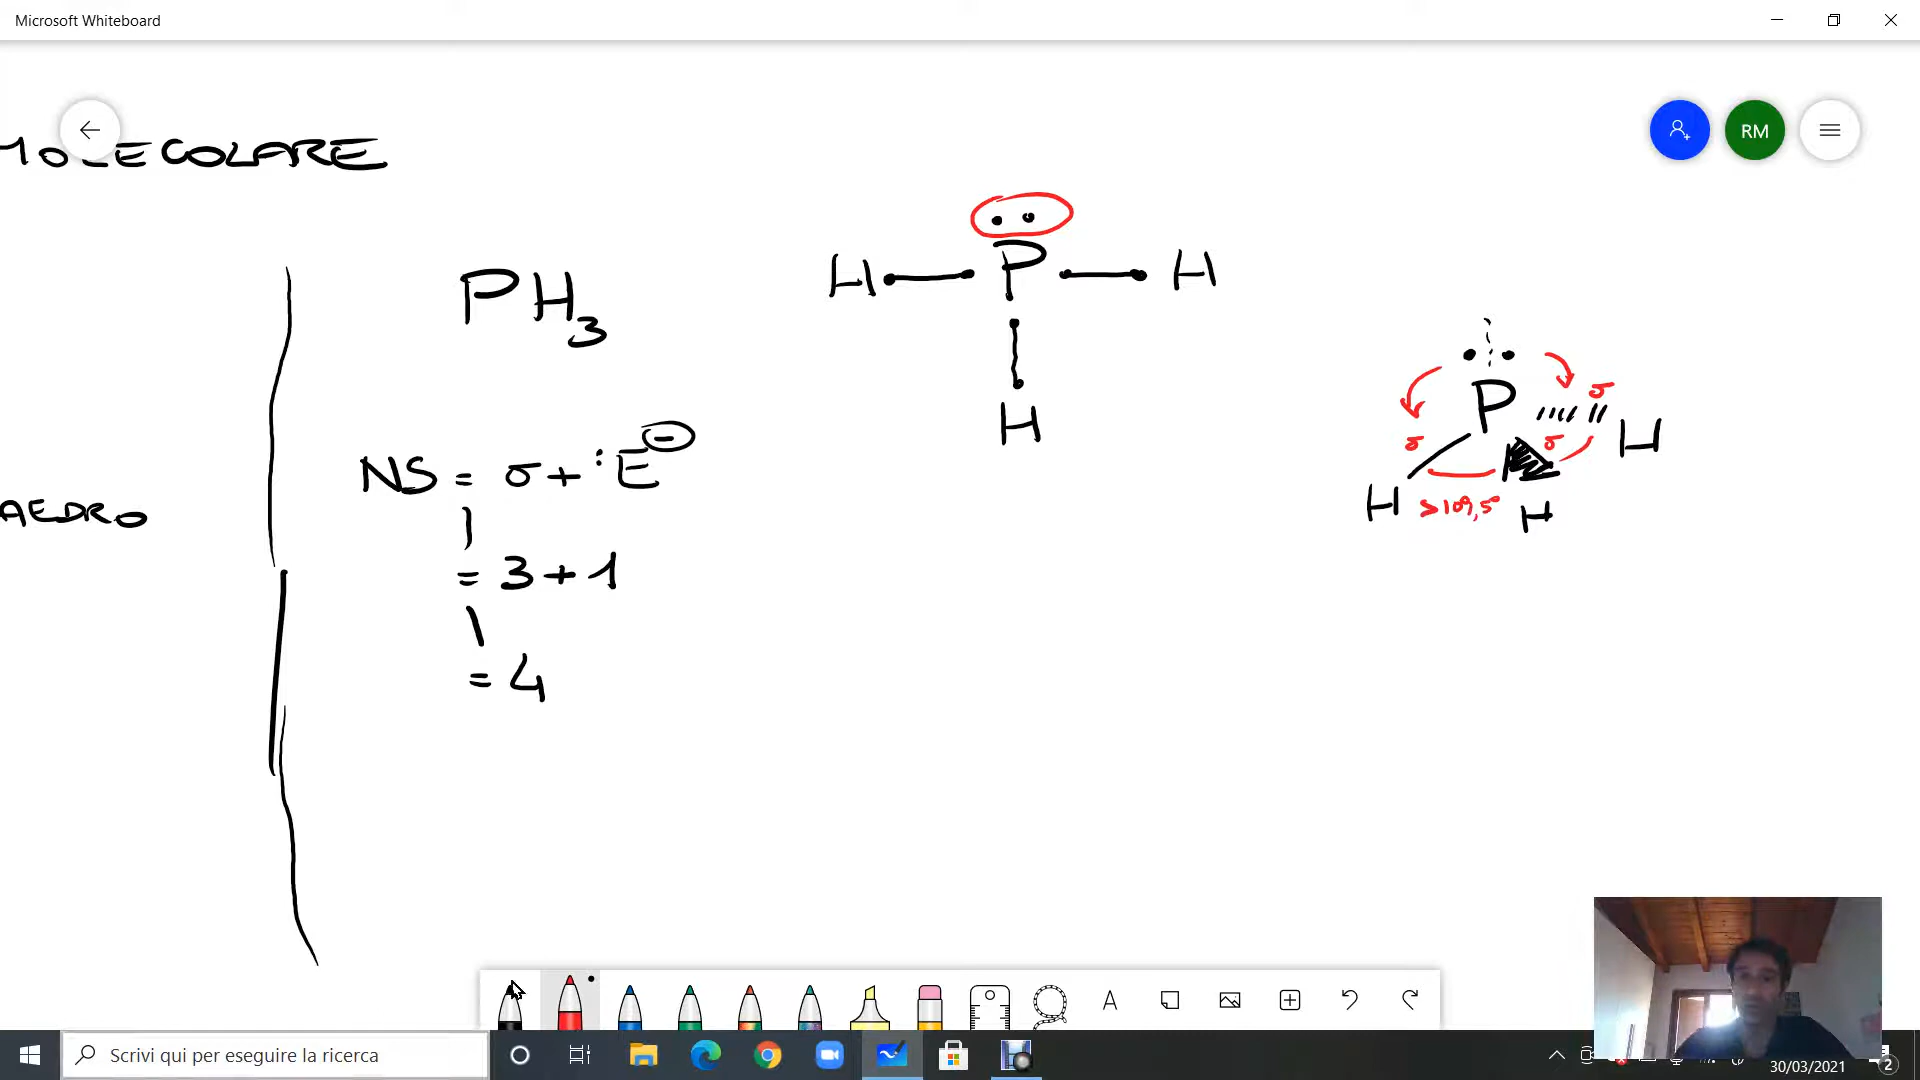 Microsoft Whiteboard
MOLECOLARE
RM
PH3
H — P — H
H
NS = σ + :E⊖
= 3 + 1
= 4
AEDRO
P
σ
σ
σ
H
H
H
>109,5°
A
Scrivi qui per eseguire la ricerca
30/03/2021
2